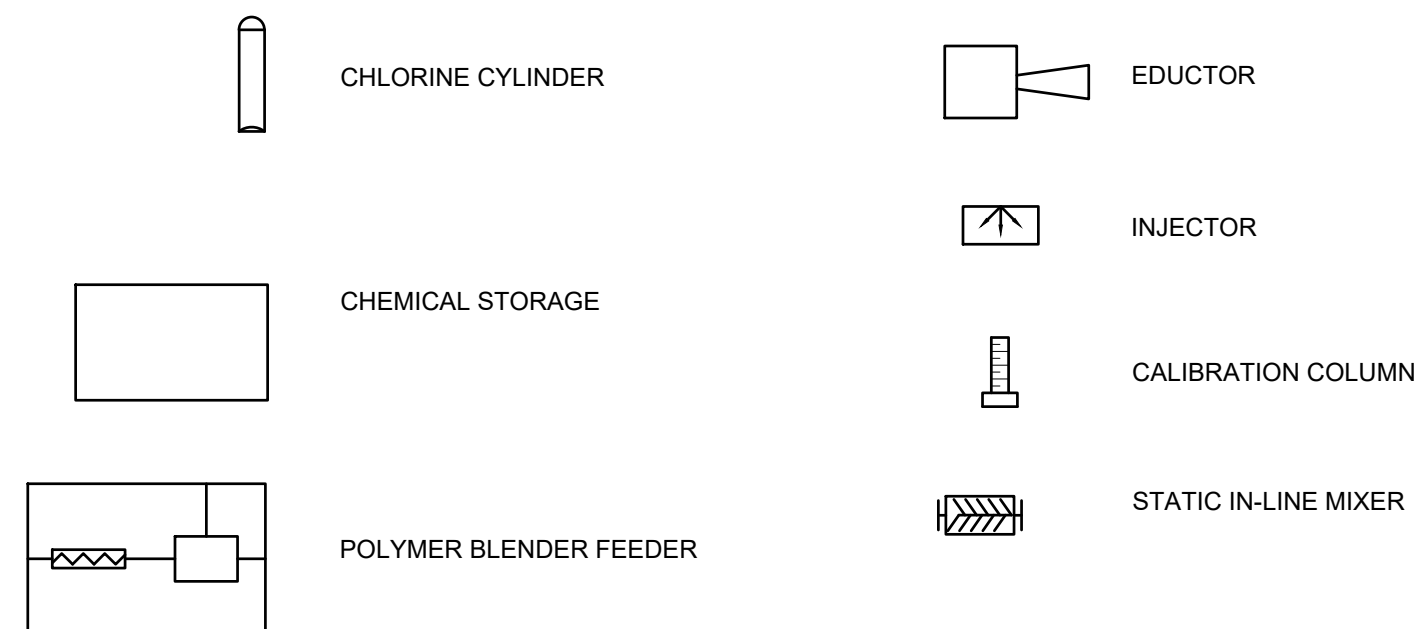 CHLORINE CYLINDER
CHEMICAL STORAGE
POLYMER BLENDER FEEDER
EDUCTOR
INJECTOR
CALIBRATION COLUMN
STATIC IN-LINE MIXER